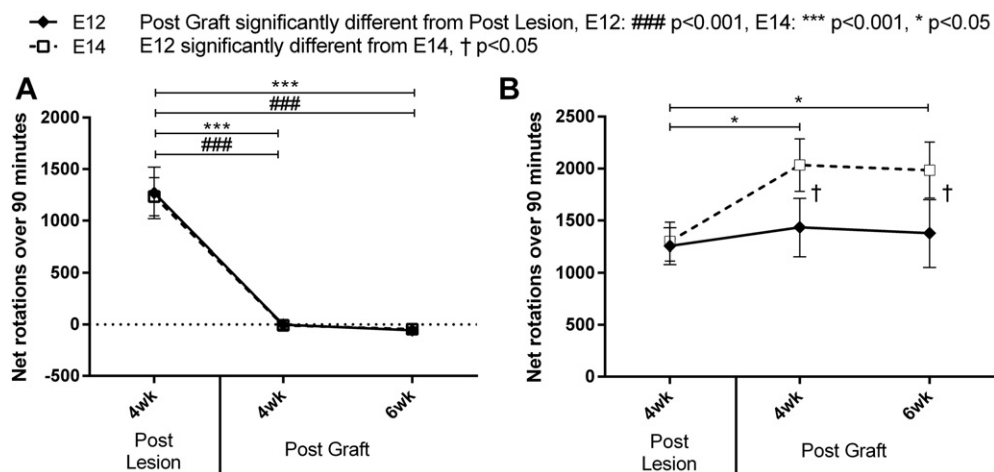 E12 Post Graft significantly different from Post Lesion, E12: ### p<0.001, E14: *** p<0.001, * p<0.05
E14 E12 significantly different from E14, † p<0.05
A
***
###
***
###
Net rotations over 90 minutes
2000
1500
1000
500
0
-500
4wk
4wk
6wk
Post
Lesion
Post Graft
B
*
*
†
†
Net rotations over 90 minutes
2500
2000
1500
1000
500
0
4wk
4wk
6wk
Post
Lesion
Post Graft